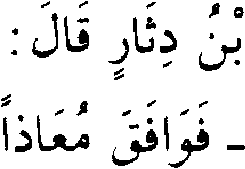 بْنُ دِثَارٍ قَالَ :
ـ فَوَافَقَ مُعَاذاً